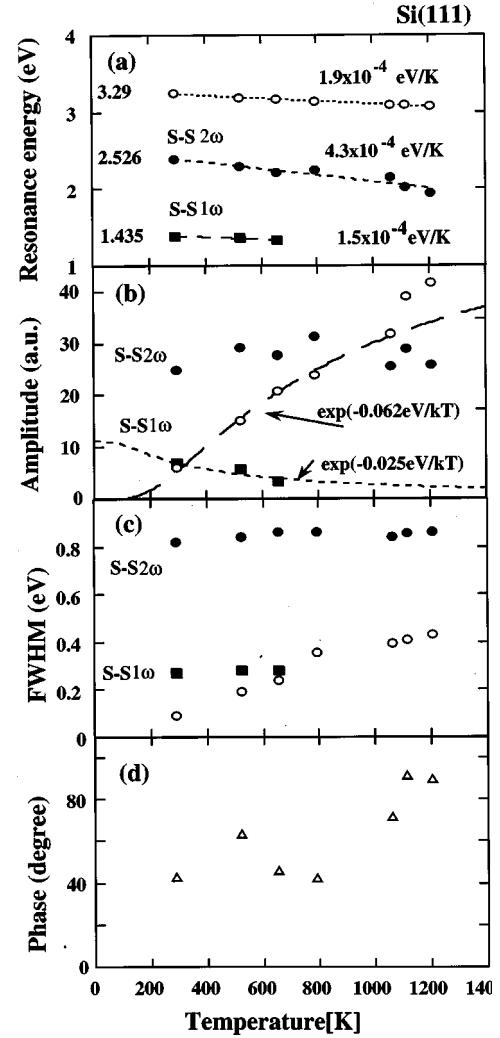 Si(111)
Resonance energy (eV)
4
3
2
1
(a)
3.29
1.9x10⁻⁴ eV/K
S-S 2ω
2.526
4.3x10⁻⁴ eV/K
S-S1ω
1.435
1.5x10⁻⁴eV/K
Amplitude (a.u.)
40
30
20
10
0
(b)
S-S2ω
S-S1ω
exp(-0.062eV/kT)
exp(-0.025eV/kT)
FWHM (eV)
0.8
0.6
0.4
0.2
0
(c)
S-S2ω
S-S1ω
Phase (degree)
80
40
0
(d)
0 200 400 600 800 1000 1200 1400
Temperature[K]